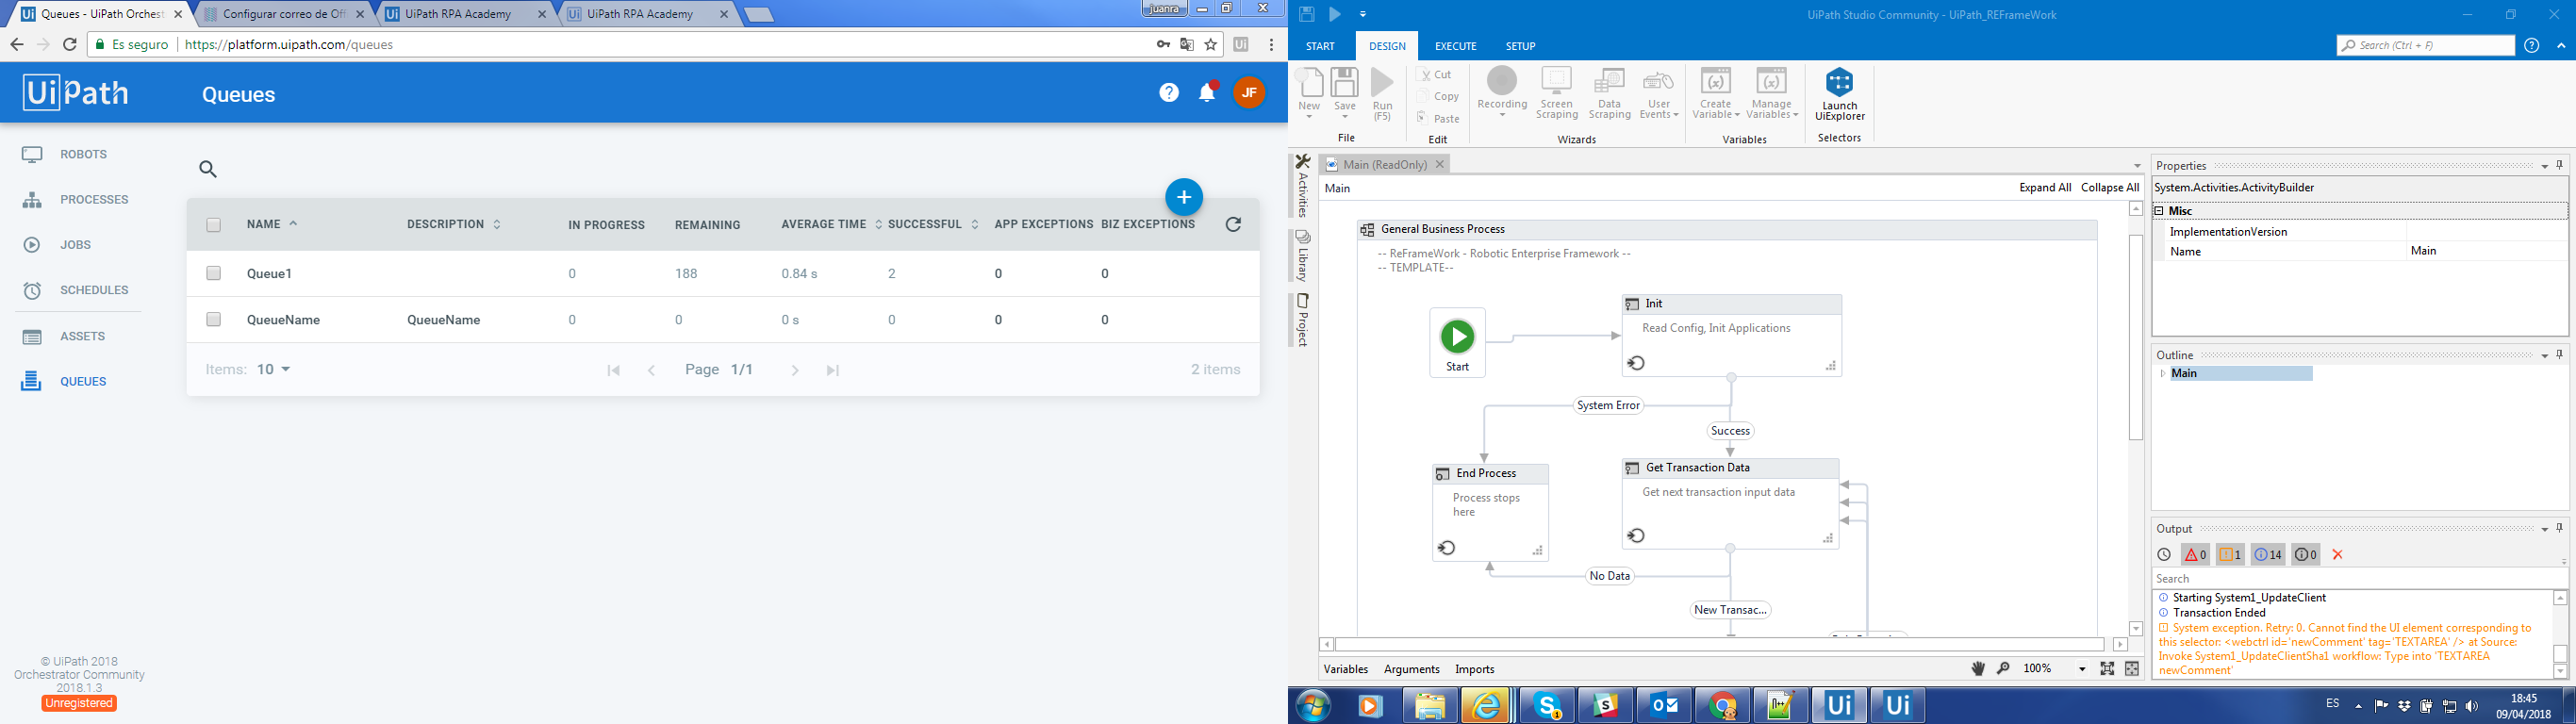 Queues - UiPath Orchest
Configurar correo de Off
UiPath RPA Academy
UiPath RPA Academy
juanra
Es seguro
https://platform.uipath.com/queues
UiPath
Queues
JF
ROBOTS
PROCESSES
JOBS
SCHEDULES
ASSETS
QUEUES
NAME DESCRIPTION IN PROGRESS REMAINING AVERAGE TIME SUCCESSFUL APP EXCEPTIONS BIZ EXCEPTIONS
Queue1 0 188 0.84 s 2 0 0
QueueName QueueName 0 0 0 s 0 0 0
Items: 10 Page 1/1 2 items
© UiPath 2018
Orchestrator Community
2018.1.3
Unregistered
UiPath Studio Community - UiPath_REFrameWork
START DESIGN EXECUTE SETUP
Search (Ctrl + F)
New
Save
Run
(F5)
File
Cut
Copy
Paste
Edit
Recording
Screen
Scraping
Data
Scraping
User
Events
Wizards
Create
Variable
Manage
Variables
Variables
Launch
UiExplorer
Selectors
Activities
Library
Project
Main (ReadOnly)
Main
Expand All Collapse All
General Business Process
-- ReFrameWork - Robotic Enterprise Framework --
-- TEMPLATE--
Start
Init
Read Config, Init Applications
System Error
Success
End Process
Process stops
here
Get Transaction Data
Get next transaction input data
No Data
New Transac...
Variables Arguments Imports
100%
Properties
System.Activities.ActivityBuilder
Misc
ImplementationVersion
Name Main
Outline
Main
Output
0 1 14 0
Search
Starting System1_UpdateClient
Transaction Ended
System exception. Retry: 0. Cannot find the UI element corresponding to
this selector: <webctrl id='newComment' tag='TEXTAREA' /> at Source:
Invoke System1_UpdateClientSha1 workflow: Type into 'TEXTAREA
newComment'
ES
18:45
09/04/2018